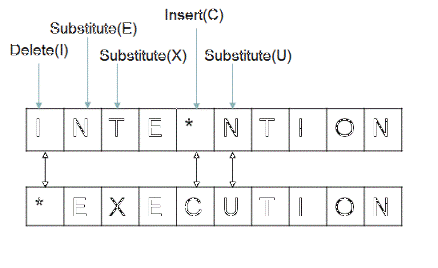 Insert(C)
Substitute(E)
Delete(I)
Substitute(X)
Substitute(U)
I N T E * N T I O N
* E X E C U T I O N